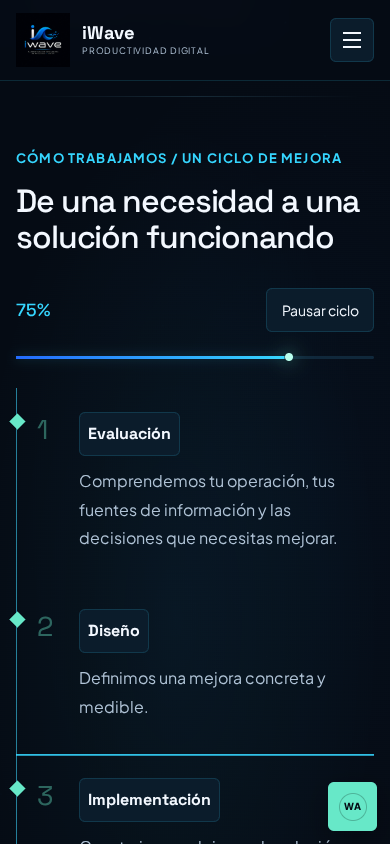 iwave
iWave
PRODUCTIVIDAD DIGITAL
CÓMO TRABAJAMOS / UN CICLO DE MEJORA
De una necesidad a una
solución funcionando
75%
Pausar ciclo
1
Evaluación
Comprendemos tu operación, tus
fuentes de información y las
decisiones que necesitas mejorar.
2
Diseño
Definimos una mejora concreta y
medible.
3
Implementación
WA